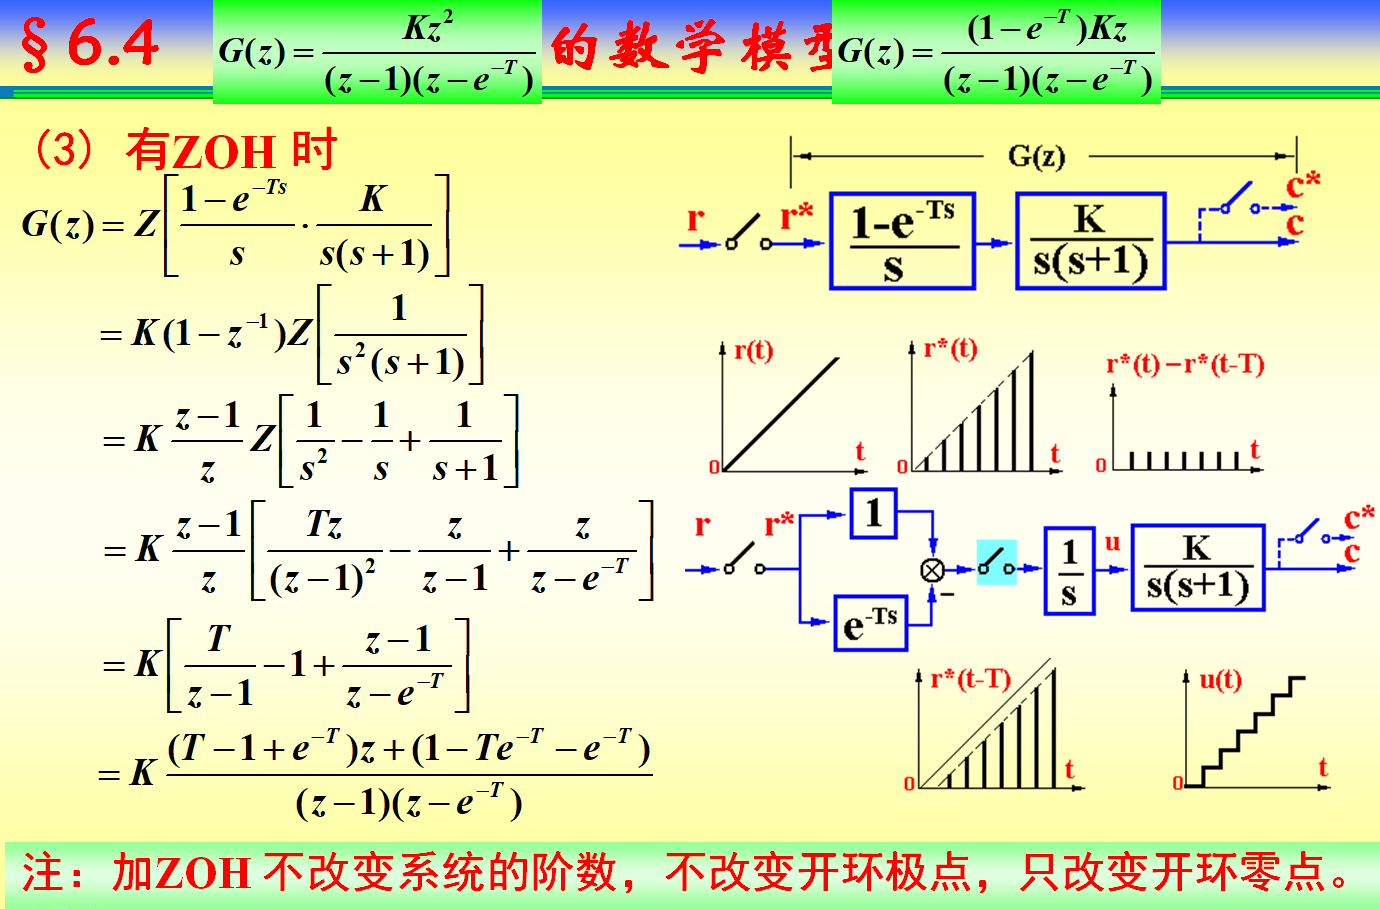 §6.4 G(z)=\frac{Kz^2}{(z-1)(z-e^{-T})} 的数学模 G(z)=\frac{(1-e^{-T})Kz}{(z-1)(z-e^{-T})}
(3) 有ZOH 时
G(z)=Z\left[\frac{1-e^{-Ts}}{s}\cdot\frac{K}{s(s+1)}\right]
=K(1-z^{-1})Z\left[\frac{1}{s^2(s+1)}\right]
=K\frac{z-1}{z}Z\left[\frac{1}{s^2}-\frac{1}{s}+\frac{1}{s+1}\right]
=K\frac{z-1}{z}\left[\frac{Tz}{(z-1)^2}-\frac{z}{z-1}+\frac{z}{z-e^{-T}}\right]
=K\left[\frac{T}{z-1}-1+\frac{z-1}{z-e^{-T}}\right]
=K\frac{(T-1+e^{-T})z+(1-Te^{-T}-e^{-T})}{(z-1)(z-e^{-T})}
G(z)
r r* \frac{1-e^{-Ts}}{s} \frac{K}{s(s+1)} c*
c
r(t)
0 t
r*(t)
0 t
r*(t)-r*(t-T)
0 t
r r* 1 e^{-Ts} - \frac{1}{s} u \frac{K}{s(s+1)} c*
c
r*(t-T)
0 t
u(t)
0 t
注：加ZOH 不改变系统的阶数，不改变开环极点，只改变开环零点。